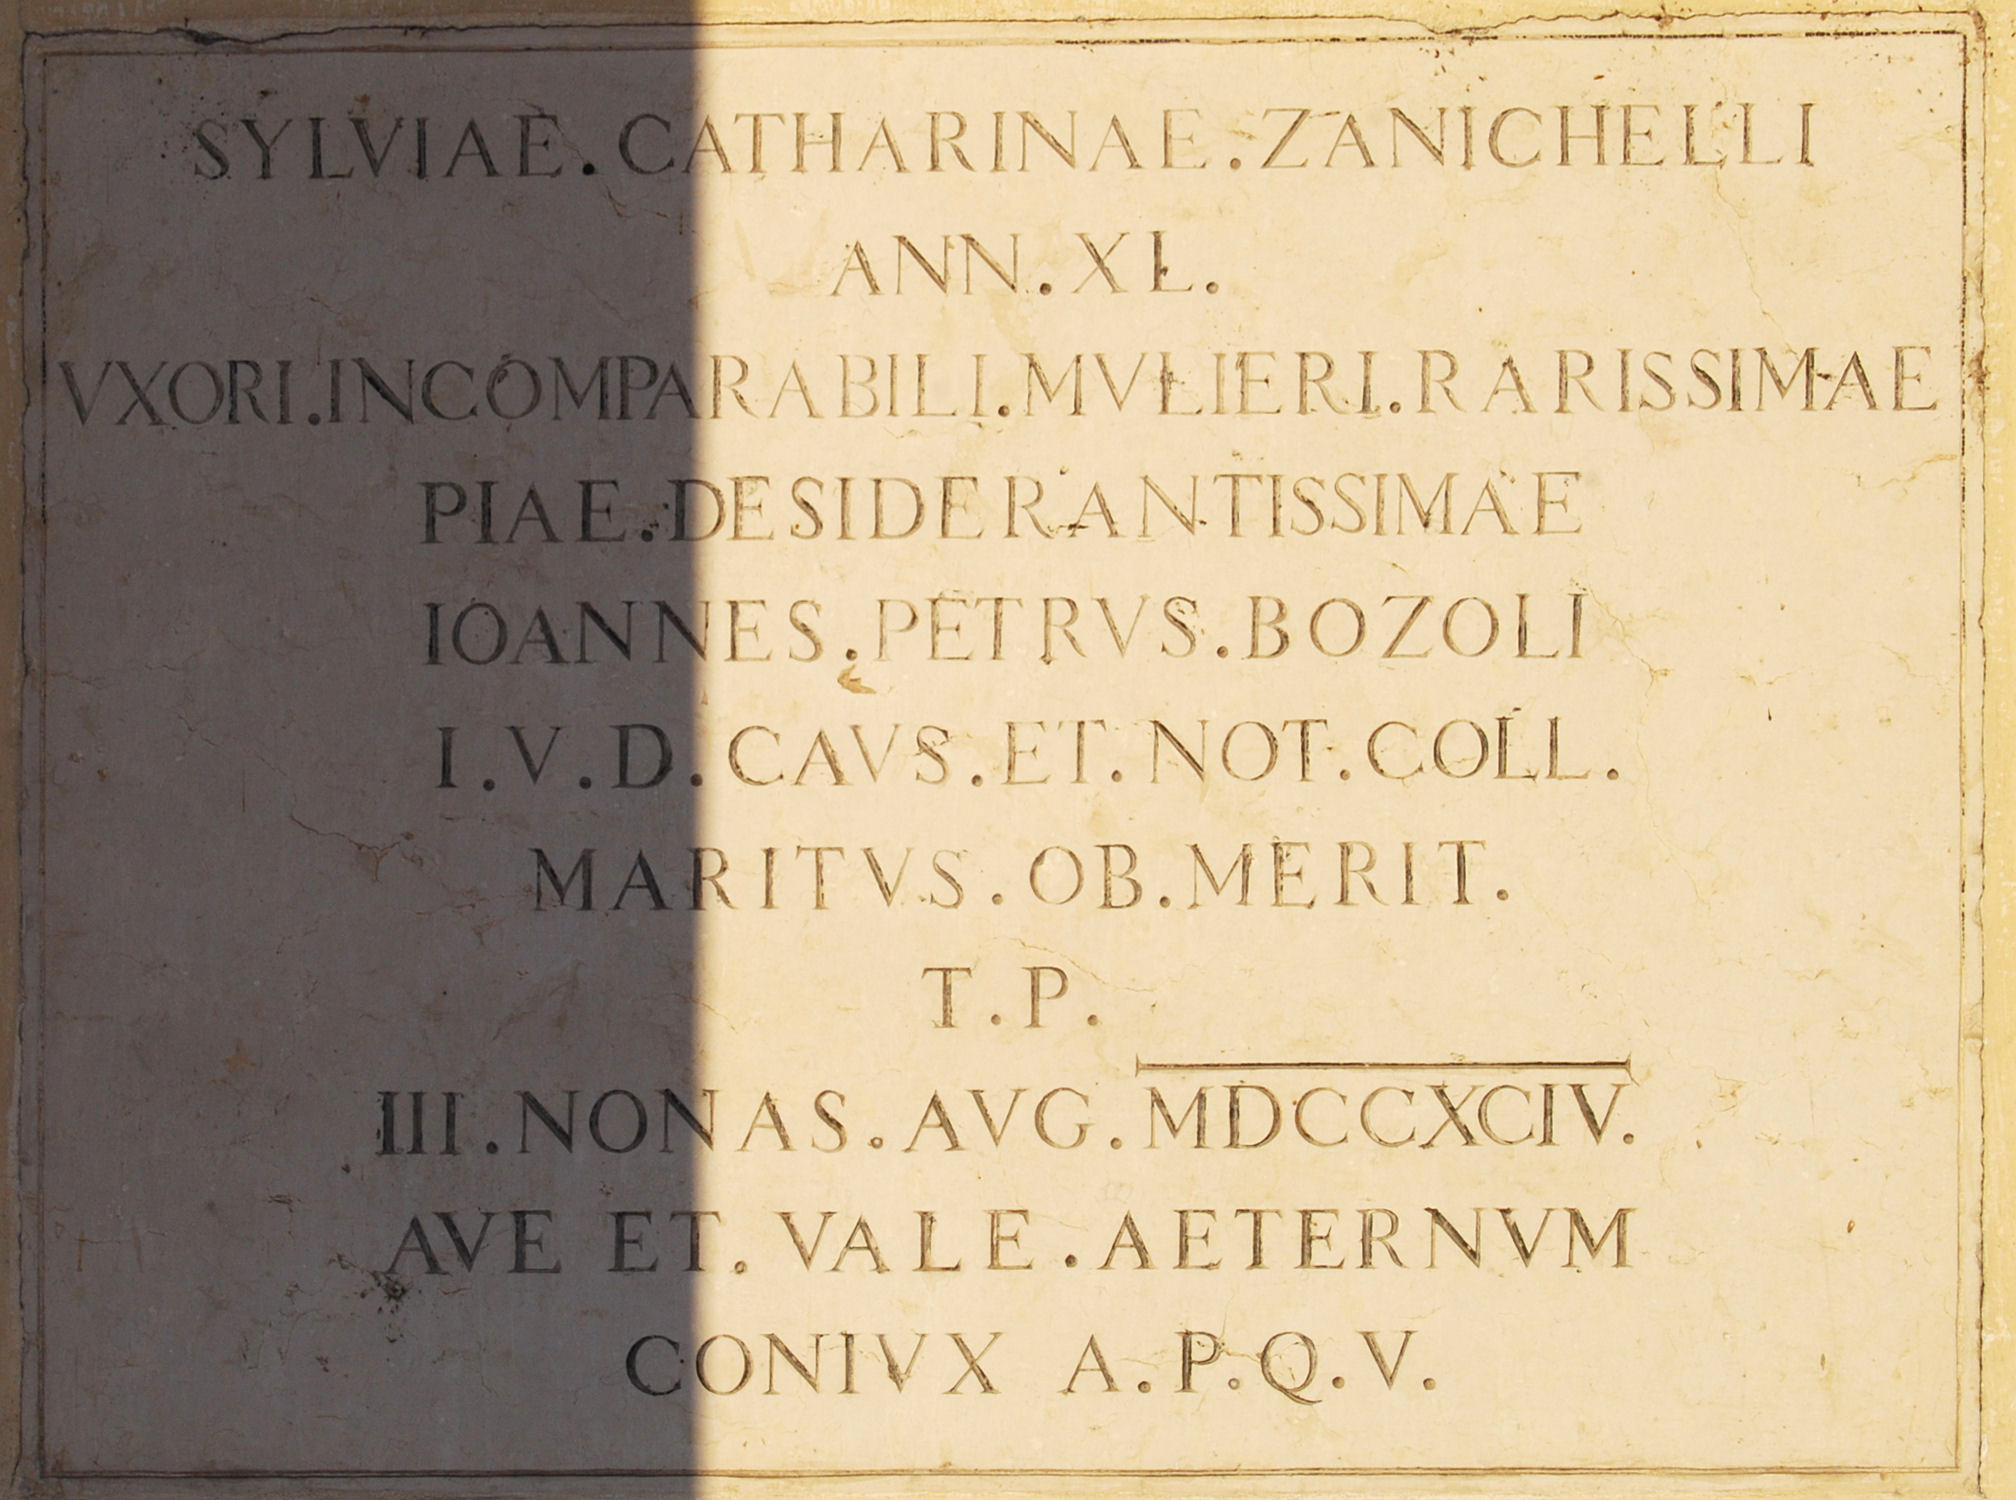 SYLVIAE.CATHARINAE.ZANICHELLI
ANN.XL.
VXORI.INCOMPARABILI.MVLIERI.RARISSIMAE
PIAE.DESIDERANTISSIMAE
IOANNES.PETRVS.BOZOLI
I.V.D.CAVS.ET.NOT.COLL.
MARITVS.OB.MERIT.
T.P.
III.NONAS.AVG.MDCCXCIV.
AVE ET.VALE.AETERNVM
CONIVX A.P.Q.V.